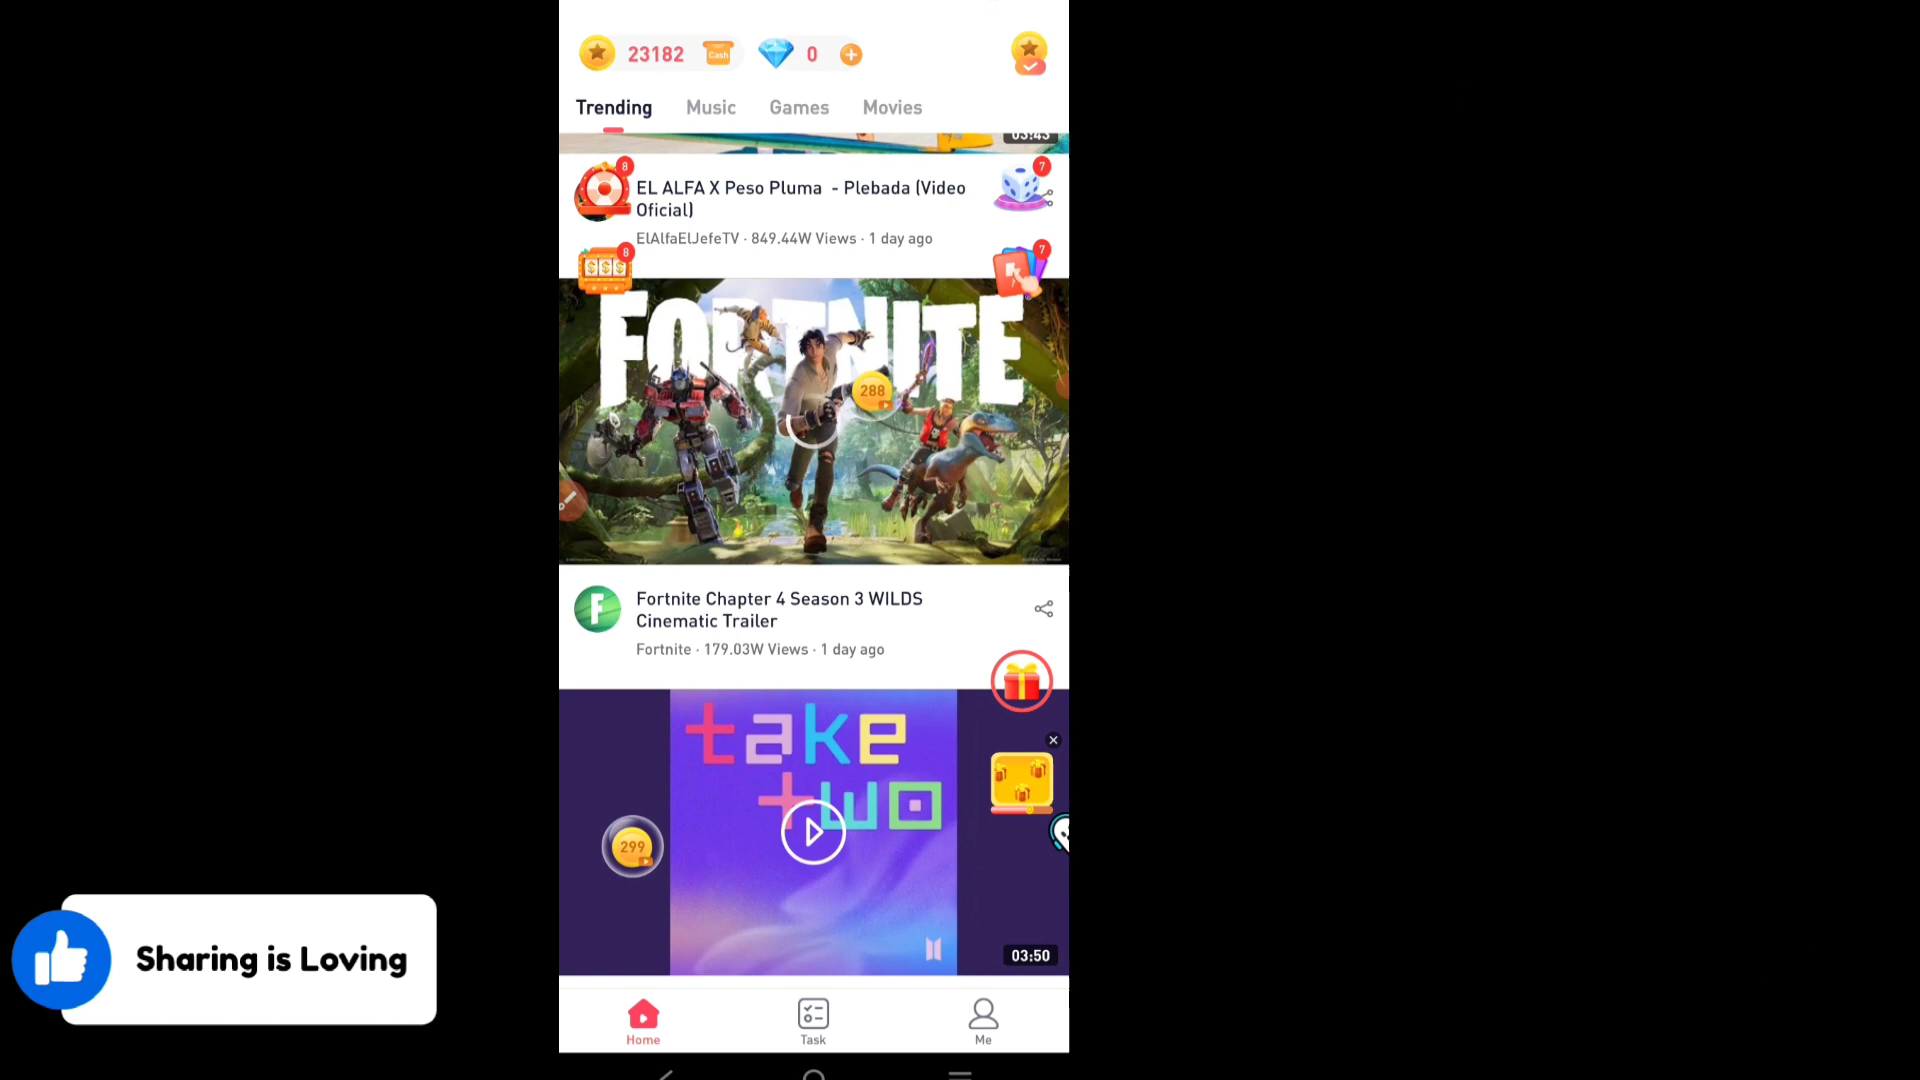 23182
Cash
0
Trending
Music
Games
Movies
03:43
8
7
EL ALFA X Peso Pluma - Plebada (Video
Oficial)
ElAlfaElJefeTV · 849.44W Views · 1 day ago
8
7
$$$
FORTNITE
288
Fortnite Chapter 4 Season 3 WILDS
Cinematic Trailer
Fortnite · 179.03W Views · 1 day ago
take
two
299
03:50
Sharing is Loving
Home
Task
Me